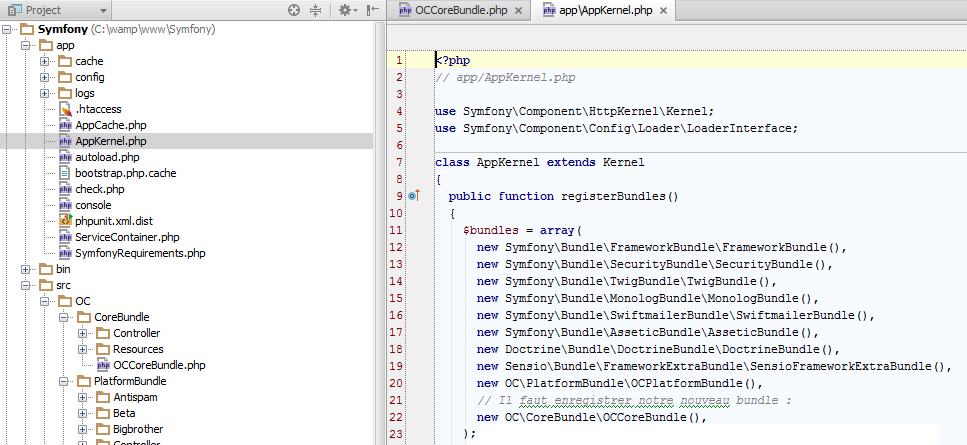 Project
Symfony (C:\wamp\www\Symfony)
app
cache
config
logs
.htaccess
AppCache.php
AppKernel.php
autoload.php
bootstrap.php.cache
check.php
console
phpunit.xml.dist
ServiceContainer.php
SymfonyRequirements.php
bin
src
OC
CoreBundle
Controller
Resources
OCCoreBundle.php
PlatformBundle
Antispam
Beta
Bigbrother
Controller
OCCoreBundle.php
app\AppKernel.php
1 <?php
2 // app/AppKernel.php
3
4 use Symfony\Component\HttpKernel\Kernel;
5 use Symfony\Component\Config\Loader\LoaderInterface;
6
7 class AppKernel extends Kernel
8 {
9 public function registerBundles()
10 {
11 $bundles = array(
12 new Symfony\Bundle\FrameworkBundle\FrameworkBundle(),
13 new Symfony\Bundle\SecurityBundle\SecurityBundle(),
14 new Symfony\Bundle\TwigBundle\TwigBundle(),
15 new Symfony\Bundle\MonologBundle\MonologBundle(),
16 new Symfony\Bundle\SwiftmailerBundle\SwiftmailerBundle(),
17 new Symfony\Bundle\AsseticBundle\AsseticBundle(),
18 new Doctrine\Bundle\DoctrineBundle\DoctrineBundle(),
19 new Sensio\Bundle\FrameworkExtraBundle\SensioFrameworkExtraBundle(),
20 new OC\PlatformBundle\OCPlatformBundle(),
21 // Il faut enregistrer notre nouveau bundle :
22 new OC\CoreBundle\OCCoreBundle(),
23 );